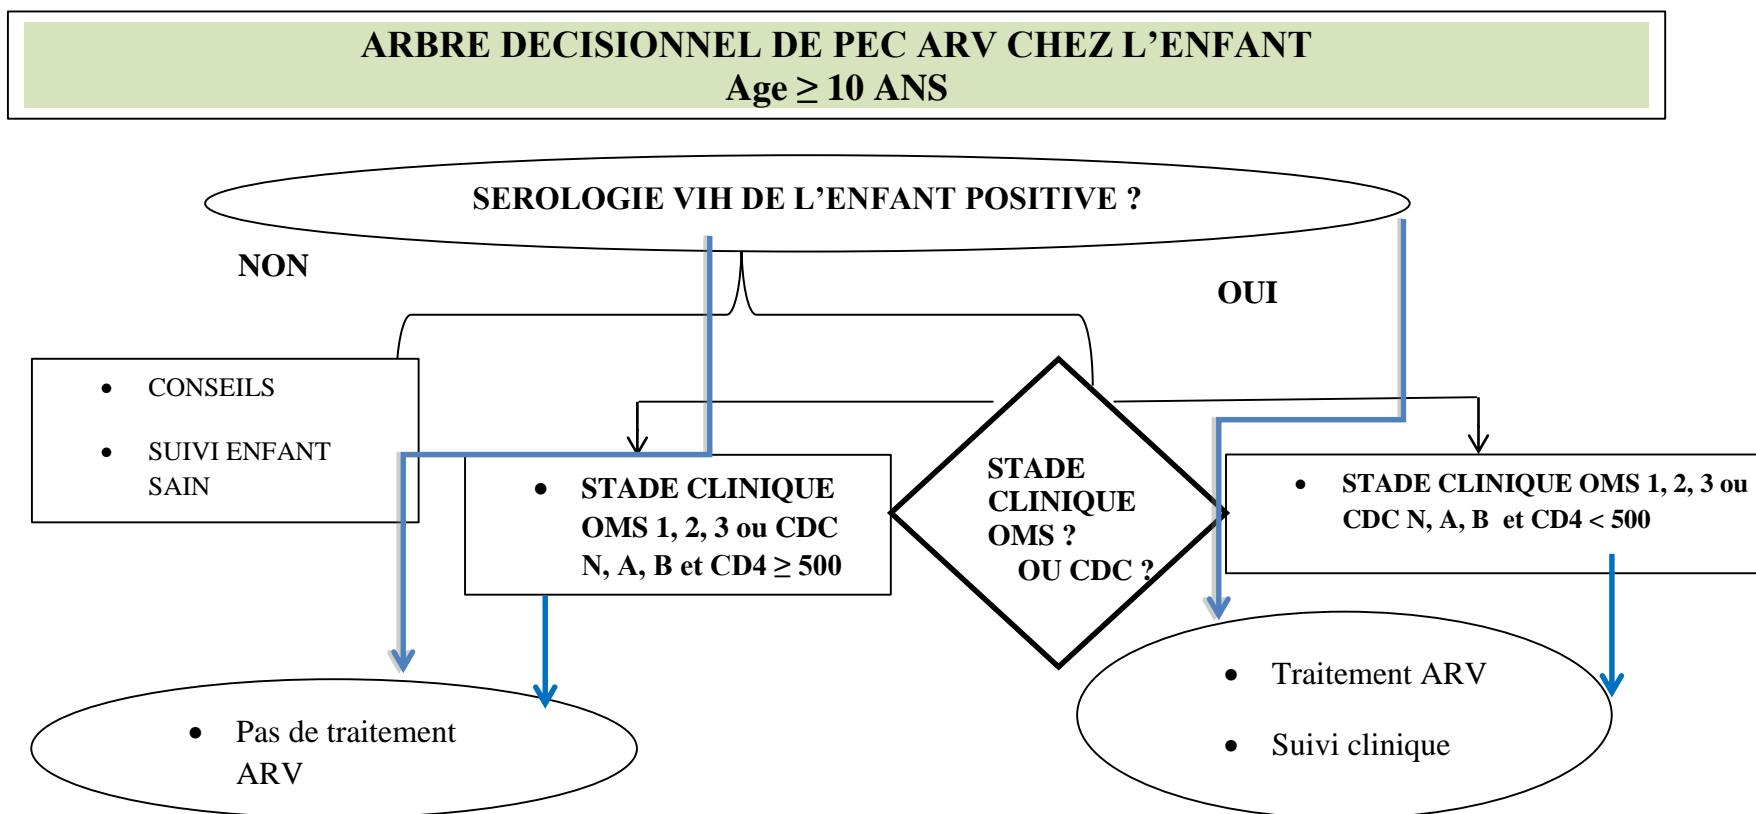 ARBRE DECISIONNEL DE PEC ARV CHEZ L’ENFANT
Age ≥ 10 ANS
SEROLOGIE VIH DE L’ENFANT POSITIVE ?
NON
OUI
• CONSEILS
• SUIVI ENFANT
SAIN
• STADE CLINIQUE
OMS 1, 2, 3 ou CDC
N, A, B et CD4 ≥ 500
STADE
CLINIQUE
OMS ?
OU CDC ?
• STADE CLINIQUE OMS 1, 2, 3 ou
CDC N, A, B et CD4 < 500
• Pas de traitement
ARV
• Traitement ARV
• Suivi clinique